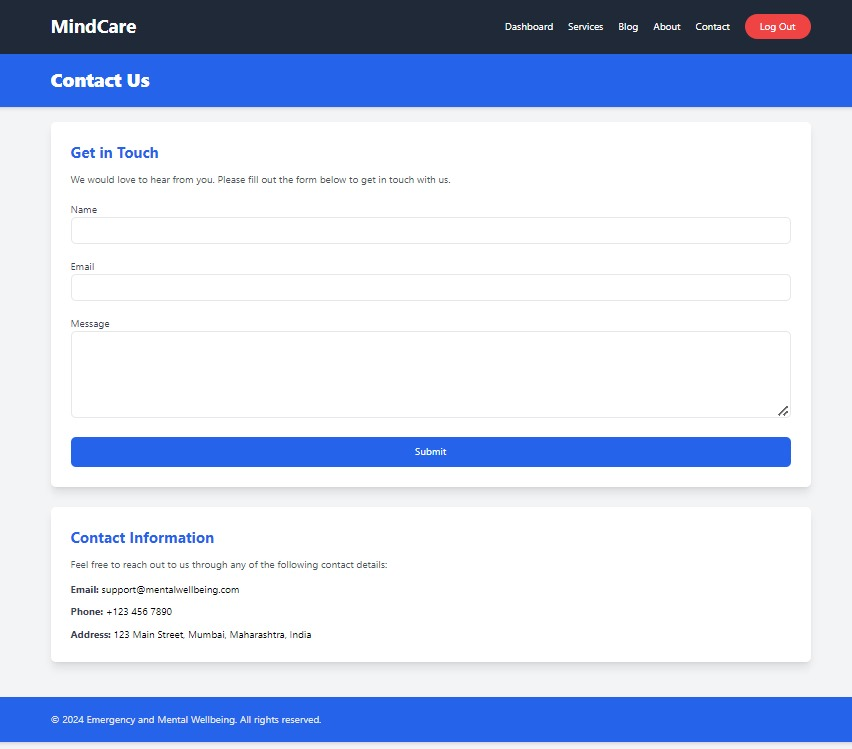 MindCare
Dashboard Services Blog About Contact Log Out
Contact Us
Get in Touch
We would love to hear from you. Please fill out the form below to get in touch with us.
Name
Email
Message
Submit
Contact Information
Feel free to reach out to us through any of the following contact details:
Email: support@mentalwellbeing.com
Phone: +123 456 7890
Address: 123 Main Street, Mumbai, Maharashtra, India
© 2024 Emergency and Mental Wellbeing. All rights reserved.